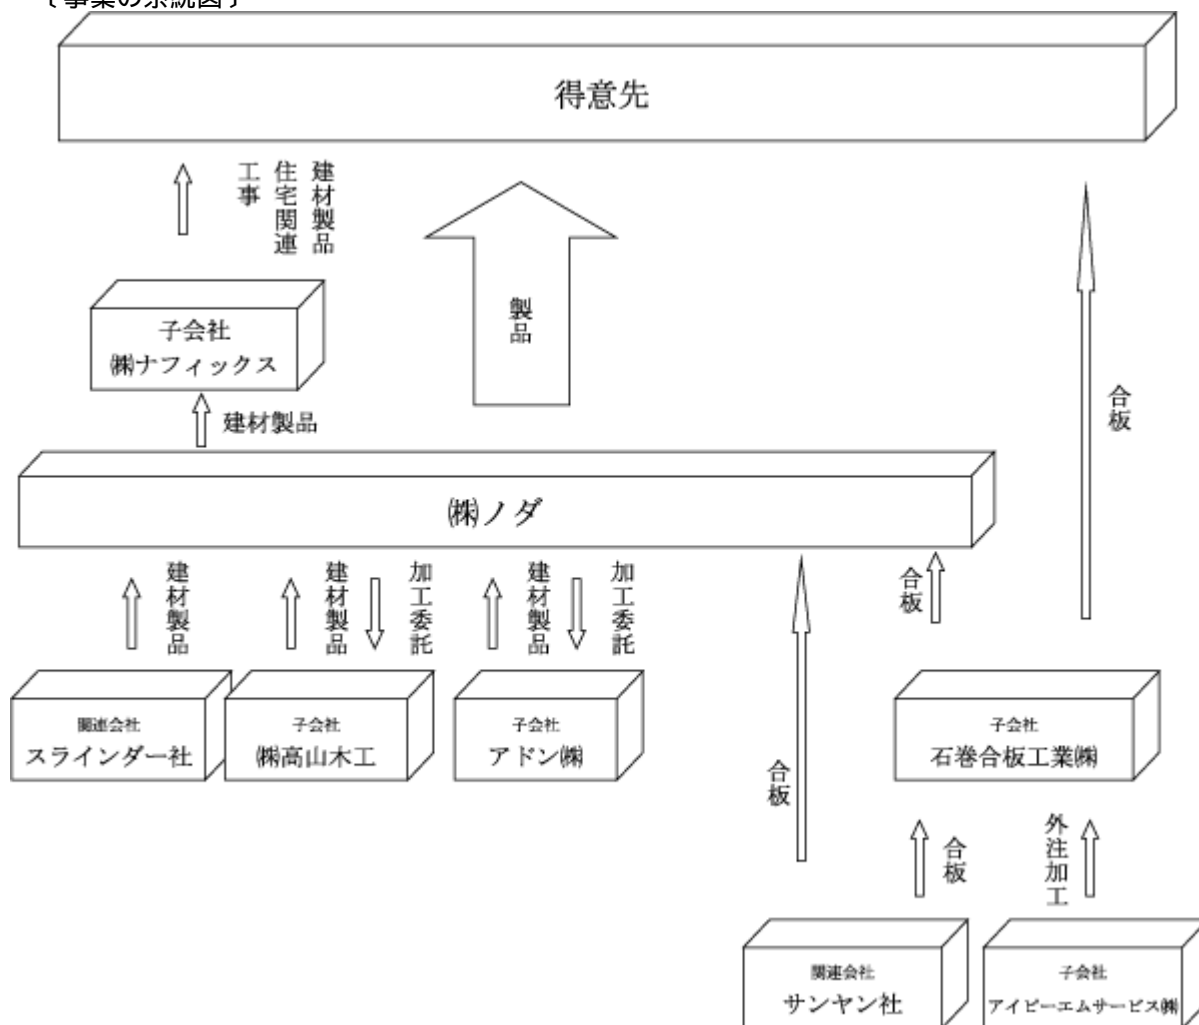 〔事業の系統図〕
得意先
建材製品
住宅関連
工事
製品
合板
子会社
㈱ナフィックス
建材製品
㈱ノダ
建材製品
建材製品
加工委託
建材製品
加工委託
合板
関連会社
スラインダー社
子会社
㈱高山木工
子会社
アドン㈱
合板
子会社
石巻合板工業㈱
合板
外注加工
関連会社
サンヤン社
子会社
アイピーエムサービス㈱